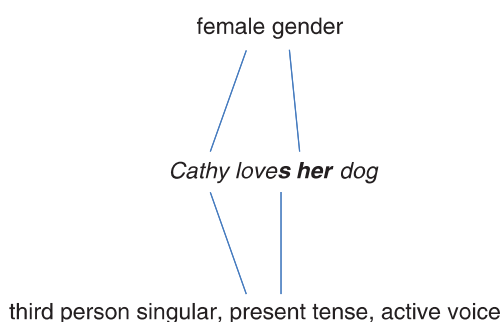 female gender
Cathy loves her dog
third person singular, present tense, active voice